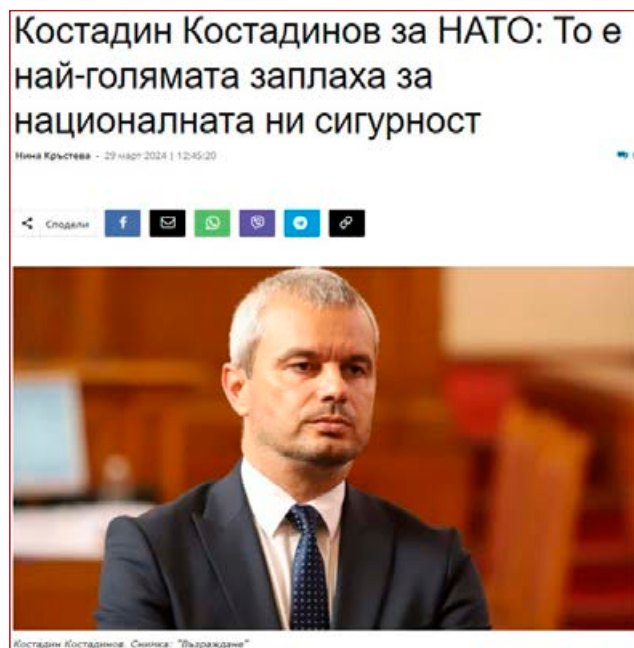 Костадин Костадинов за НАТО: То е
най-голямата заплаха за
националната ни сигурност
Нина Кръстева - 29 март 2024 | 12:45:20
Сподели
Костадин Костадинов. Снимка: "Възраждане"